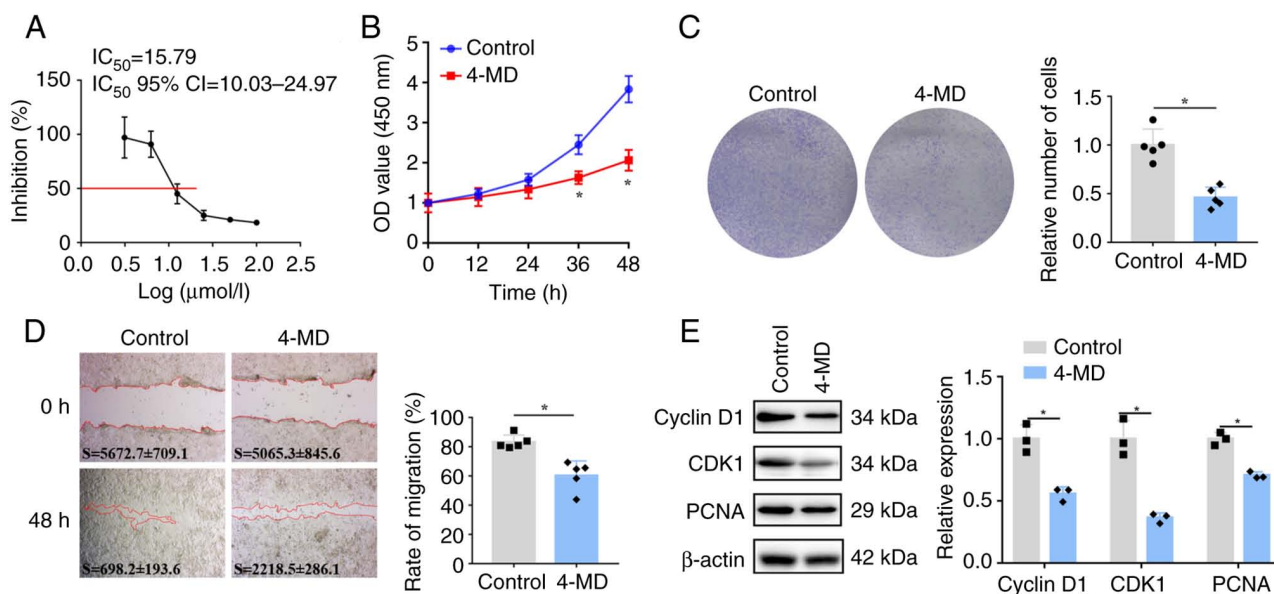 A
IC50=15.79
IC50 95% CI=10.03–24.97
Inhibition (%)
150
100
50
0
0.0 0.5 1.0 1.5 2.0 2.5
Log (μmol/l)
B
Control
4-MD
OD value (450 nm)
5
4
3
2
1
0
0 12 24 36 48
* *
Time (h)
C
Control 4-MD
Relative number of cells
1.5
1.0
0.5
0.0
*
Control 4-MD
D
Control 4-MD
0 h
S=5672.7±709.1 S=5065.3±845.6
48 h
S=698.2±193.6 S=2218.5±286.1
Rate of migration (%)
100
80
60
40
20
0
*
Control 4-MD
E
Control 4-MD
Cyclin D1 34 kDa
CDK1 34 kDa
PCNA 29 kDa
β-actin 42 kDa
Control
4-MD
Relative expression
1.5
1.0
0.5
0.0
* * *
Cyclin D1 CDK1 PCNA